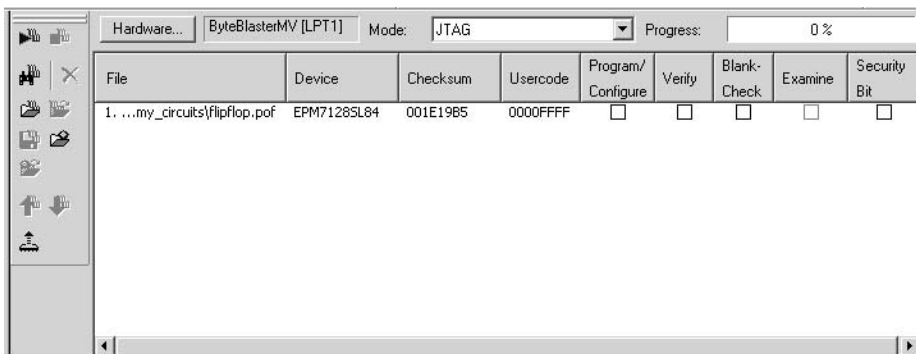 Hardware... ByteBlasterMV [LPT1] Mode: JTAG Progress: 0 %
File Device Checksum Usercode Program/ Configure Verify Blank- Check Examine Security Bit
1. ...my_circuits\flipflop.pof EPM7128SL84 001E19B5 0000FFFF